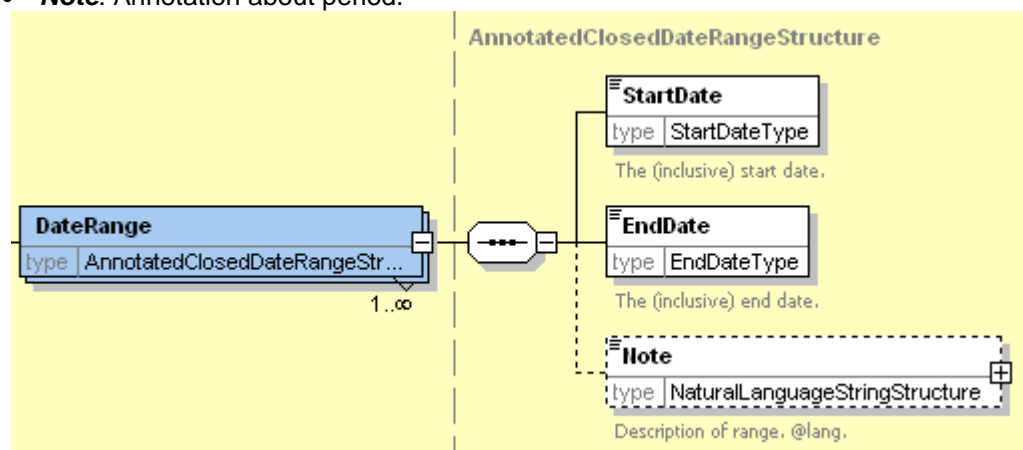 • Note: Annotation about period.
AnnotatedClosedDateRangeStructure
StartDate
type StartDateType
The (inclusive) start date.
DateRange
type AnnotatedClosedDateRangeStr...
1..∞
EndDate
type EndDateType
The (inclusive) end date.
Note
type NaturalLanguageStringStructure
Description of range. @lang.